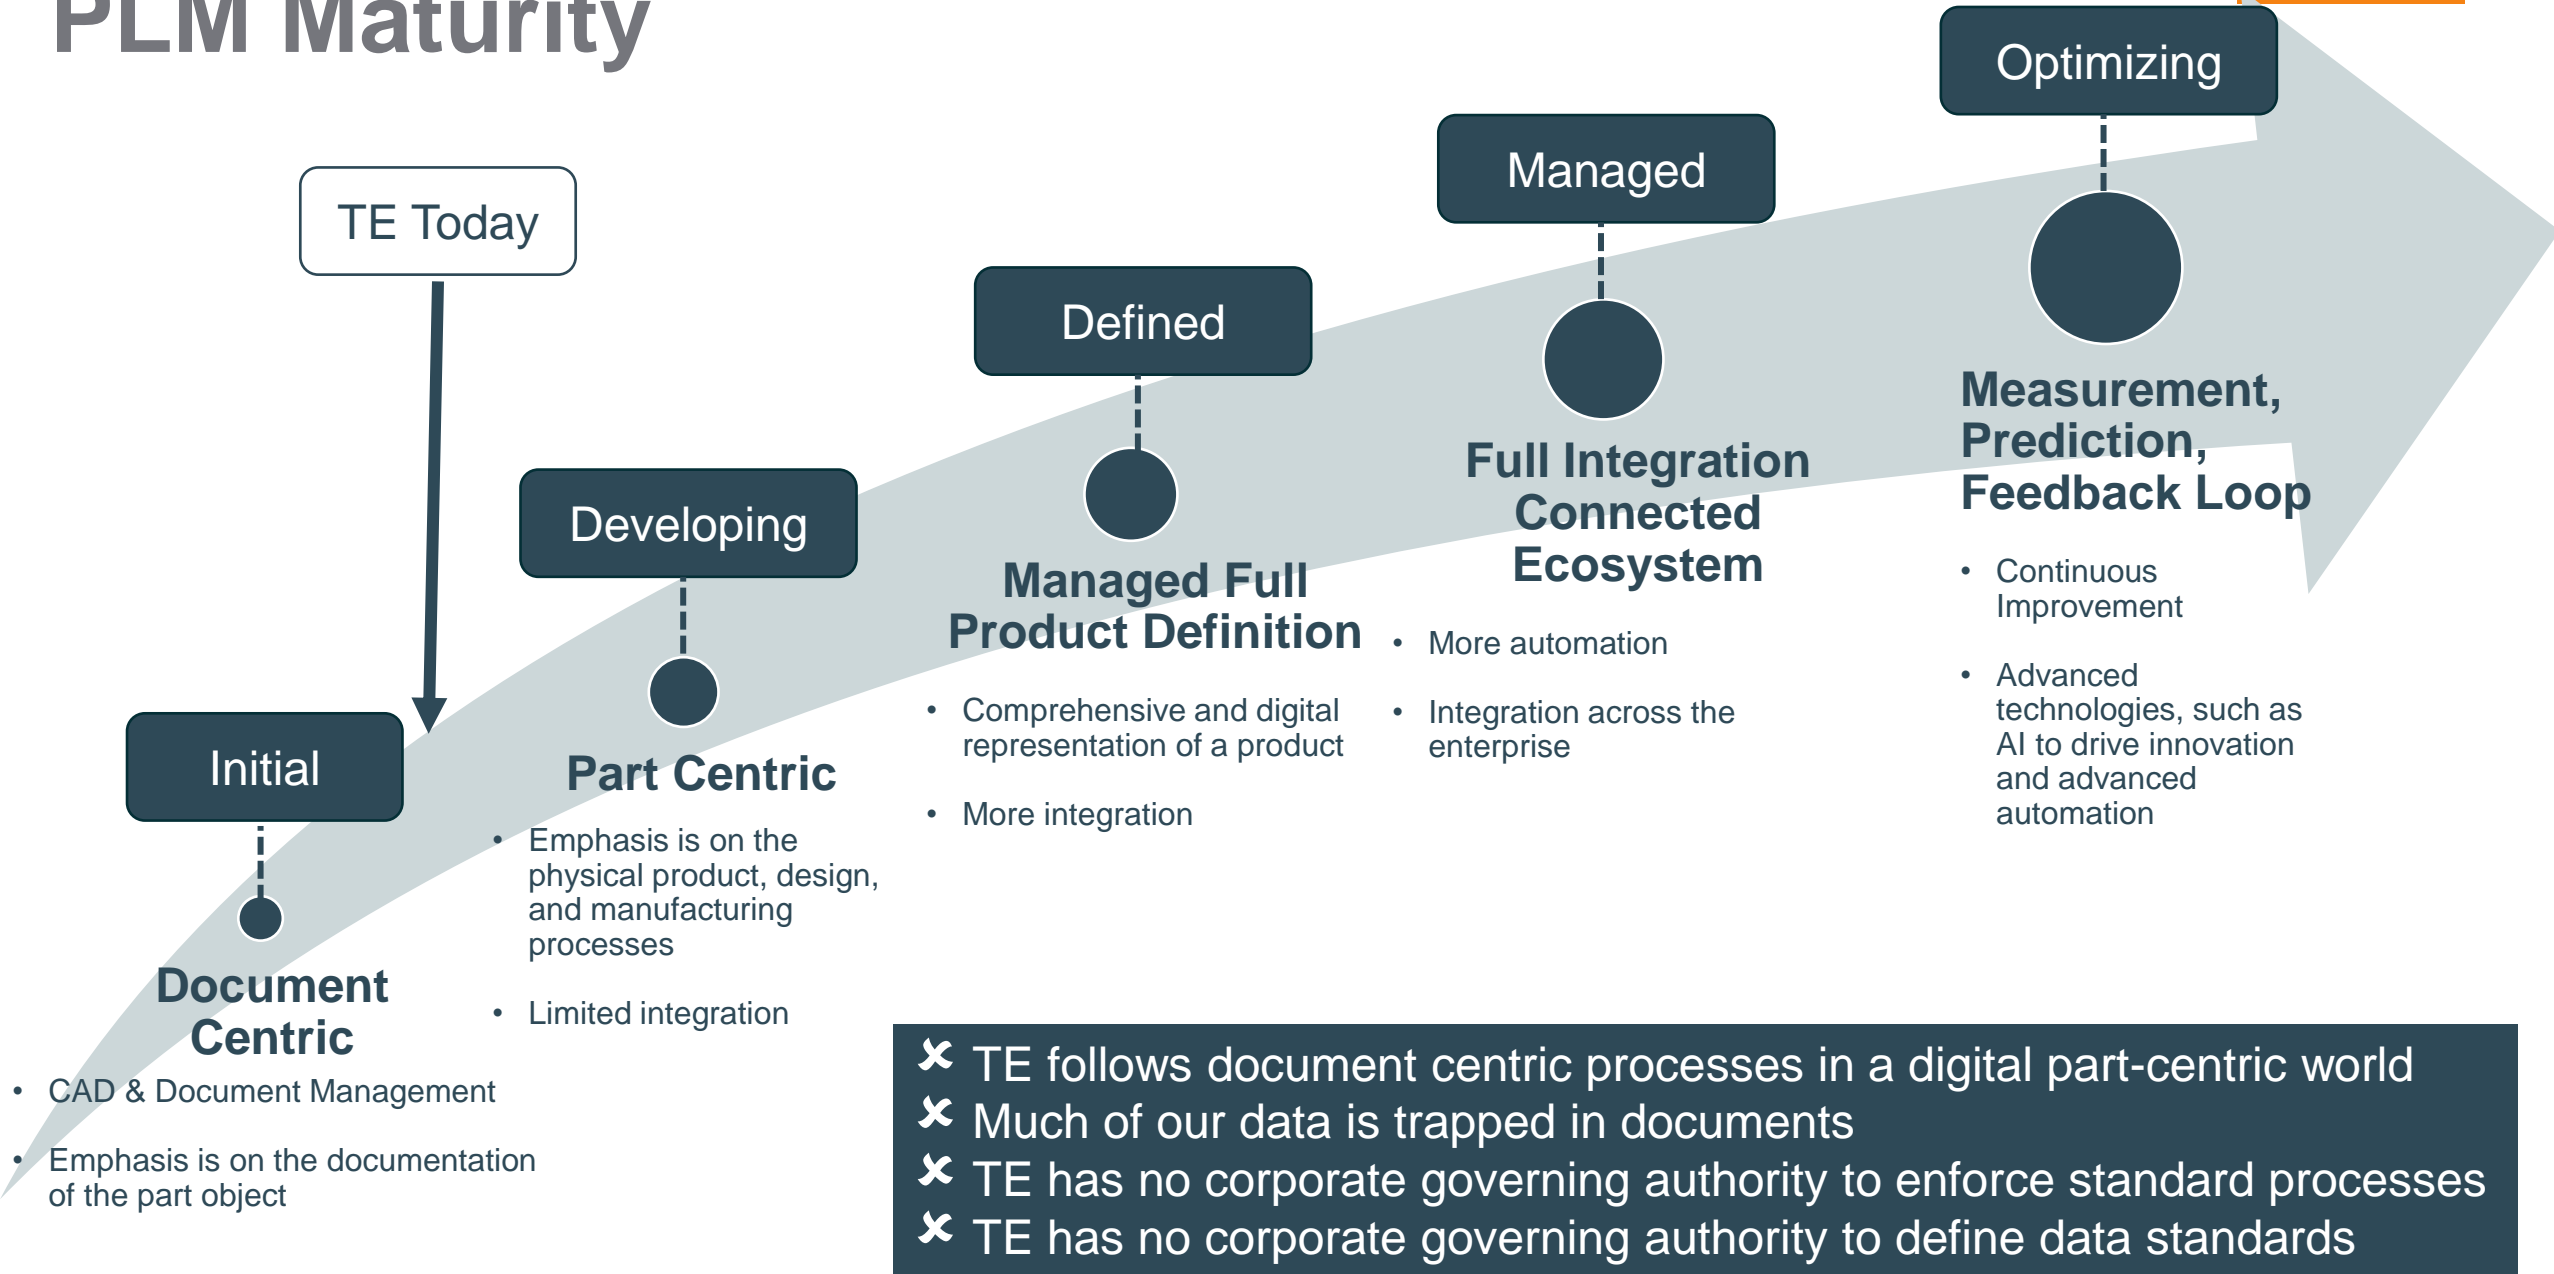 PLM Maturity
TE Today
Initial
Document
Centric
• CAD & Document Management
• Emphasis is on the documentation
of the part object
Developing
Part Centric
• Emphasis is on the
physical product, design,
and manufacturing
processes
• Limited integration
Defined
Managed Full
Product Definition
• Comprehensive and digital
representation of a product
• More integration
Managed
Full Integration
Connected
Ecosystem
• More automation
• Integration across the
enterprise
Optimizing
Measurement,
Prediction,
Feedback Loop
• Continuous
Improvement
• Advanced
technologies, such as
AI to drive innovation
and advanced
automation
✘ TE follows document centric processes in a digital part-centric world
✘ Much of our data is trapped in documents
✘ TE has no corporate governing authority to enforce standard processes
✘ TE has no corporate governing authority to define data standards